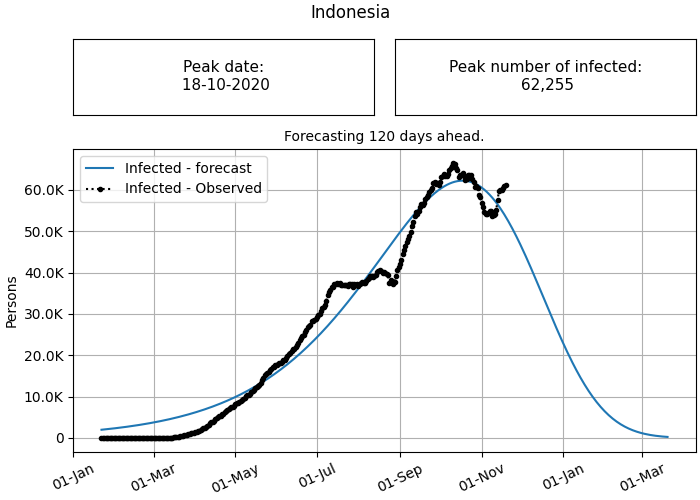 Indonesia
Peak date:
18-10-2020
Peak number of infected:
62,255
Forecasting 120 days ahead.
Infected - forecast
Infected - Observed
Persons
60.0K
50.0K
40.0K
30.0K
20.0K
10.0K
0
01-Jan
01-Mar
01-May
01-Jul
01-Sep
01-Nov
01-Jan
01-Mar